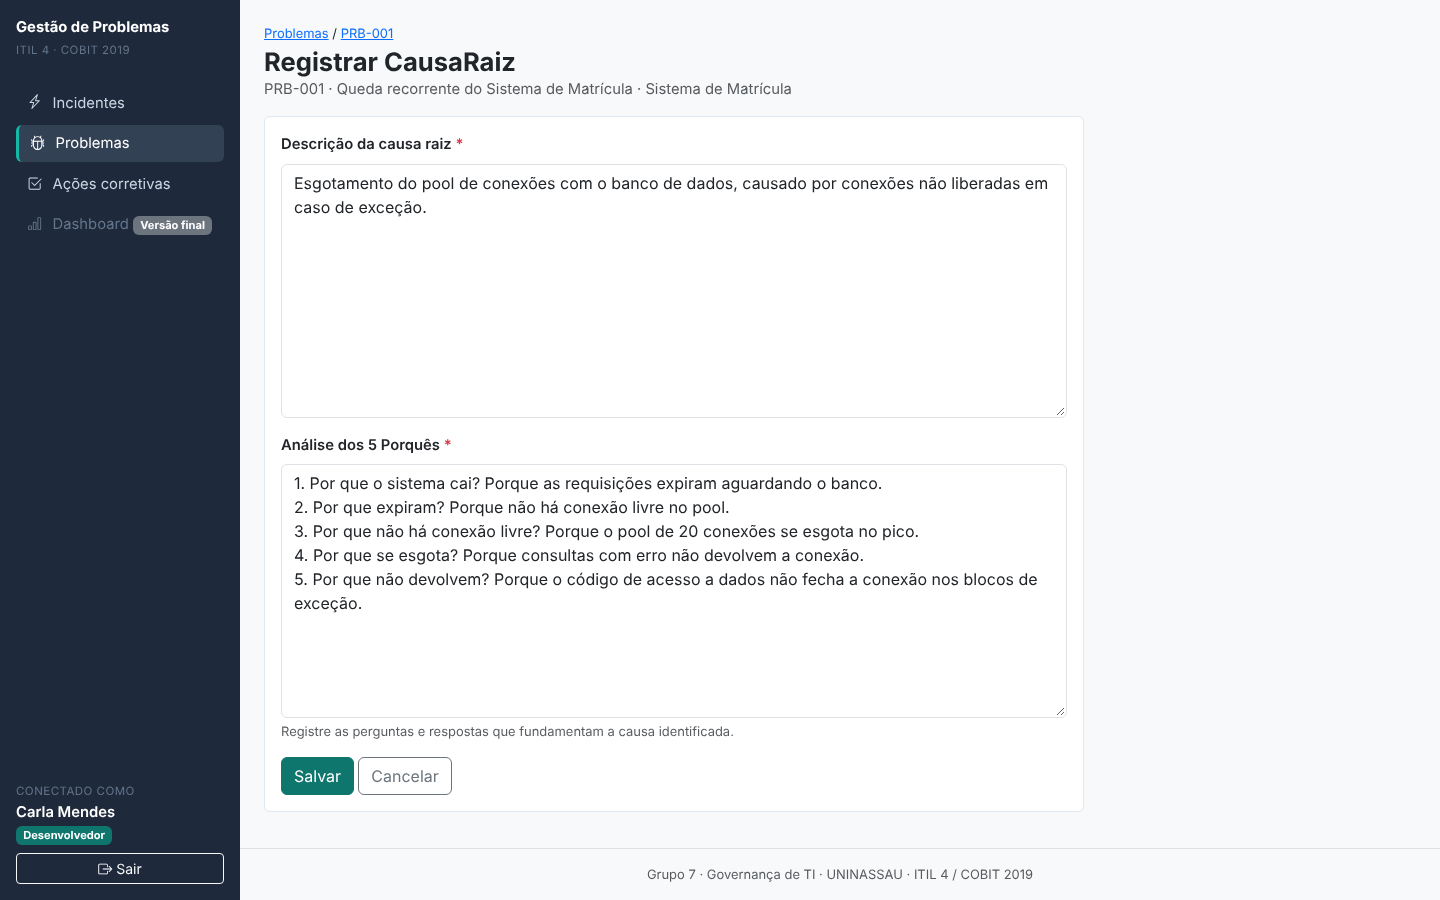 Gestão de Problemas
ITIL 4 · COBIT 2019
Incidentes
Problemas
Ações corretivas
Dashboard Versão final
CONECTADO COMO
Carla Mendes
Desenvolvedor
Sair
Problemas / PRB-001
Registrar CausaRaiz
PRB-001 · Queda recorrente do Sistema de Matrícula · Sistema de Matrícula
Descrição da causa raiz *
Esgotamento do pool de conexões com o banco de dados, causado por conexões não liberadas em
caso de exceção.
Análise dos 5 Porquês *
1. Por que o sistema cai? Porque as requisições expiram aguardando o banco.
2. Por que expiram? Porque não há conexão livre no pool.
3. Por que não há conexão livre? Porque o pool de 20 conexões se esgota no pico.
4. Por que se esgota? Porque consultas com erro não devolvem a conexão.
5. Por que não devolvem? Porque o código de acesso a dados não fecha a conexão nos blocos de
exceção.
Registre as perguntas e respostas que fundamentam a causa identificada.
Salvar Cancelar
Grupo 7 · Governança de TI · UNINASSAU · ITIL 4 / COBIT 2019